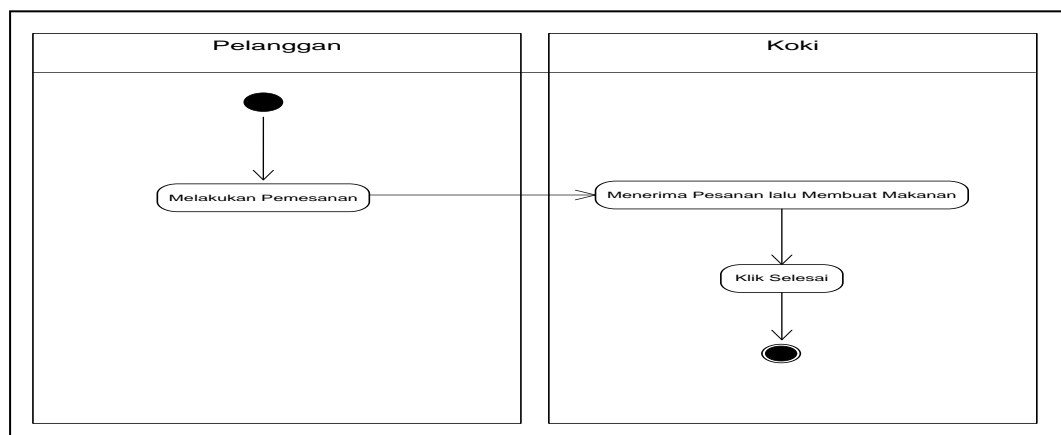 Pelanggan
Koki
Melakukan Pemesanan
Menerima Pesanan lalu Membuat Makanan
Klik Selesai